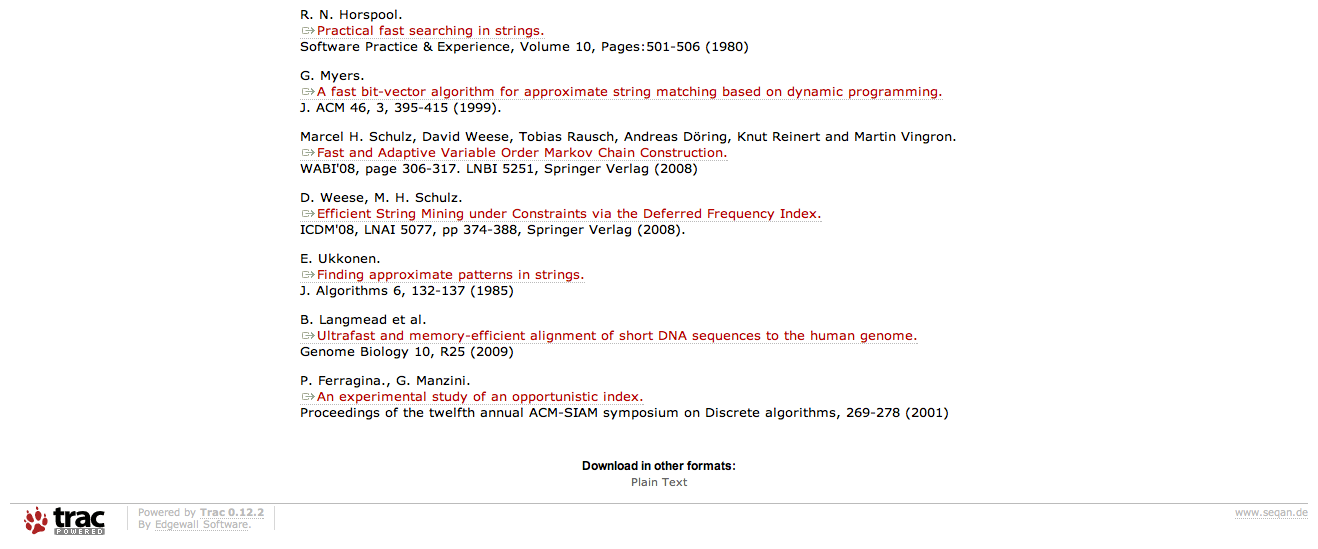 R. N. Horspool.
Practical fast searching in strings.
Software Practice & Experience, Volume 10, Pages:501-506 (1980)
G. Myers.
A fast bit-vector algorithm for approximate string matching based on dynamic programming.
J. ACM 46, 3, 395-415 (1999).
Marcel H. Schulz, David Weese, Tobias Rausch, Andreas Döring, Knut Reinert and Martin Vingron.
Fast and Adaptive Variable Order Markov Chain Construction.
WABI'08, page 306-317. LNBI 5251, Springer Verlag (2008)
D. Weese, M. H. Schulz.
Efficient String Mining under Constraints via the Deferred Frequency Index.
ICDM'08, LNAI 5077, pp 374-388, Springer Verlag (2008).
E. Ukkonen.
Finding approximate patterns in strings.
J. Algorithms 6, 132-137 (1985)
B. Langmead et al.
Ultrafast and memory-efficient alignment of short DNA sequences to the human genome.
Genome Biology 10, R25 (2009)
P. Ferragina., G. Manzini.
An experimental study of an opportunistic index.
Proceedings of the twelfth annual ACM-SIAM symposium on Discrete algorithms, 269-278 (2001)
Download in other formats:
Plain Text
trac
POWERED
Powered by Trac 0.12.2
By Edgewall Software.
www.seqan.de